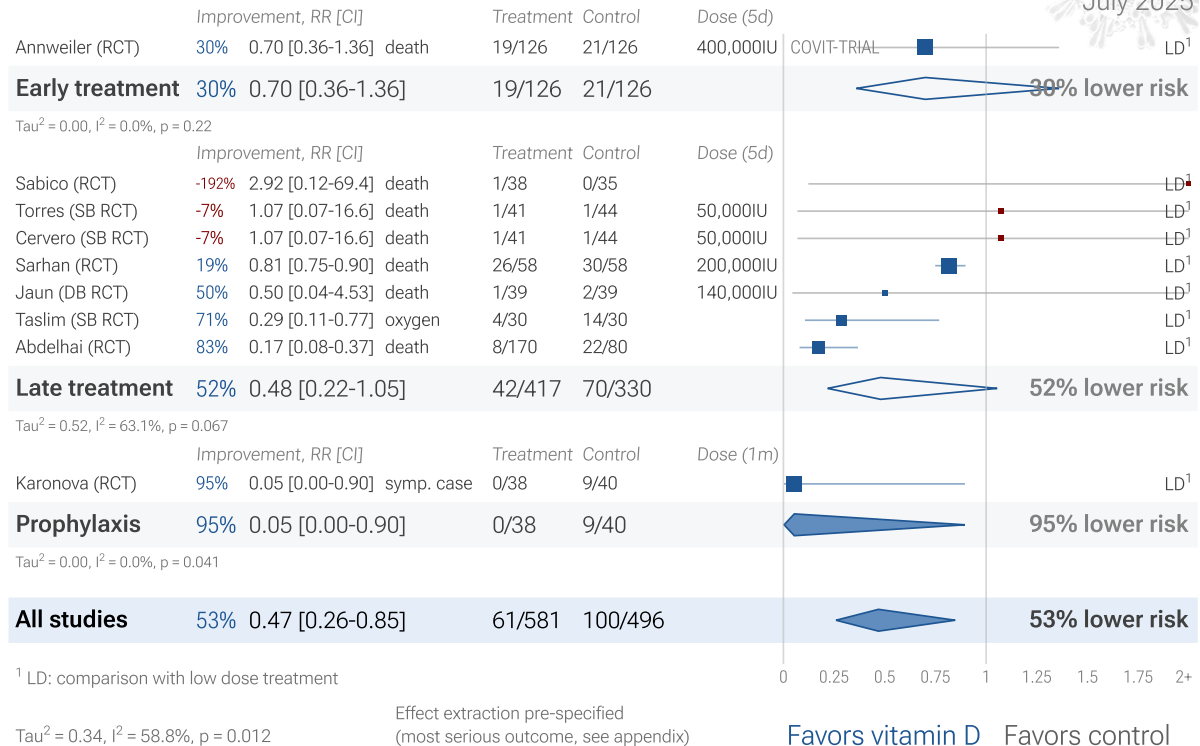 July 2025
Improvement, RR [CI] Treatment Control Dose (5d)
Annweiler (RCT) 30% 0.70 [0.36-1.36] death 19/126 21/126 400,000IU COVIT-TRIAL LD¹
Early treatment 30% 0.70 [0.36-1.36] 19/126 21/126 30% lower risk
Tau² = 0.00, I² = 0.0%, p = 0.22
Improvement, RR [CI] Treatment Control Dose (5d)
Sabico (RCT) -192% 2.92 [0.12-69.4] death 1/38 0/35 LD¹
Torres (SB RCT) -7% 1.07 [0.07-16.6] death 1/41 1/44 50,000IU LD¹
Cervero (SB RCT) -7% 1.07 [0.07-16.6] death 1/41 1/44 50,000IU LD¹
Sarhan (RCT) 19% 0.81 [0.75-0.90] death 26/58 30/58 200,000IU LD¹
Jaun (DB RCT) 50% 0.50 [0.04-4.53] death 1/39 2/39 140,000IU LD¹
Taslim (SB RCT) 71% 0.29 [0.11-0.77] oxygen 4/30 14/30 LD¹
Abdelhai (RCT) 83% 0.17 [0.08-0.37] death 8/170 22/80 LD¹
Late treatment 52% 0.48 [0.22-1.05] 42/417 70/330 52% lower risk
Tau² = 0.52, I² = 63.1%, p = 0.067
Improvement, RR [CI] Treatment Control Dose (1m)
Karonova (RCT) 95% 0.05 [0.00-0.90] symp. case 0/38 9/40 LD¹
Prophylaxis 95% 0.05 [0.00-0.90] 0/38 9/40 95% lower risk
Tau² = 0.00, I² = 0.0%, p = 0.041
All studies 53% 0.47 [0.26-0.85] 61/581 100/496 53% lower risk
¹ LD: comparison with low dose treatment
0 0.25 0.5 0.75 1 1.25 1.5 1.75 2+
Tau² = 0.34, I² = 58.8%, p = 0.012
Effect extraction pre-specified
(most serious outcome, see appendix)
Favors vitamin D Favors control